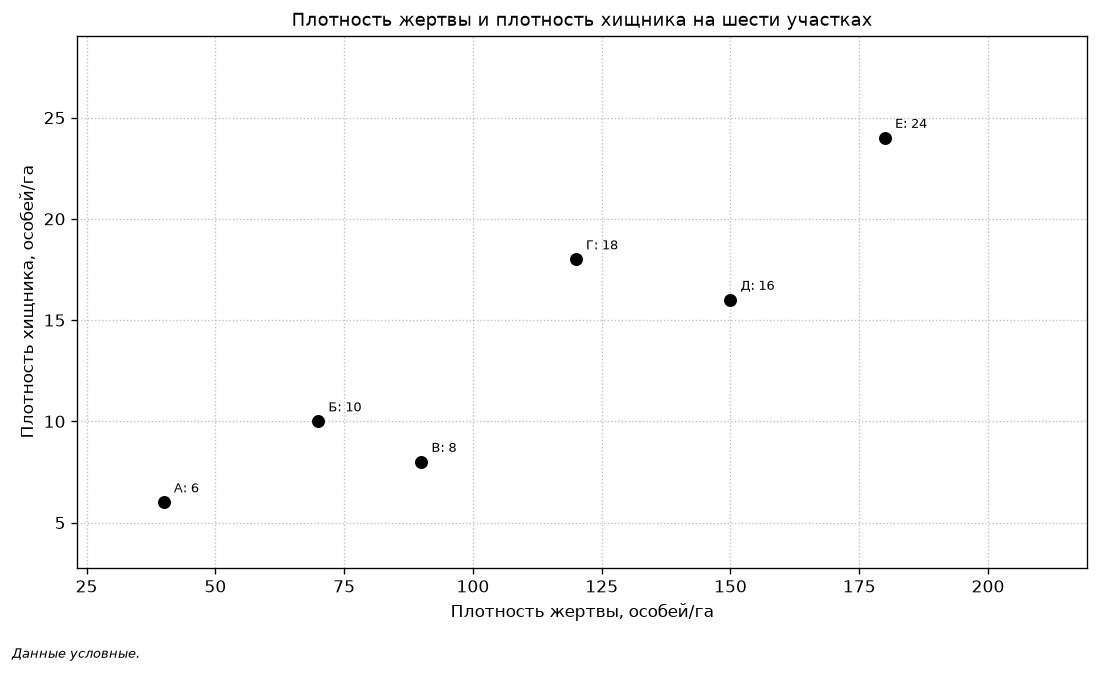 Плотность жертвы и плотность хищника на шести участках
Плотность хищника, особей/га
25
20
15
10
5
Е: 24
Г: 18
Д: 16
Б: 10
В: 8
А: 6
25 50 75 100 125 150 175 200
Плотность жертвы, особей/га
Данные условные.